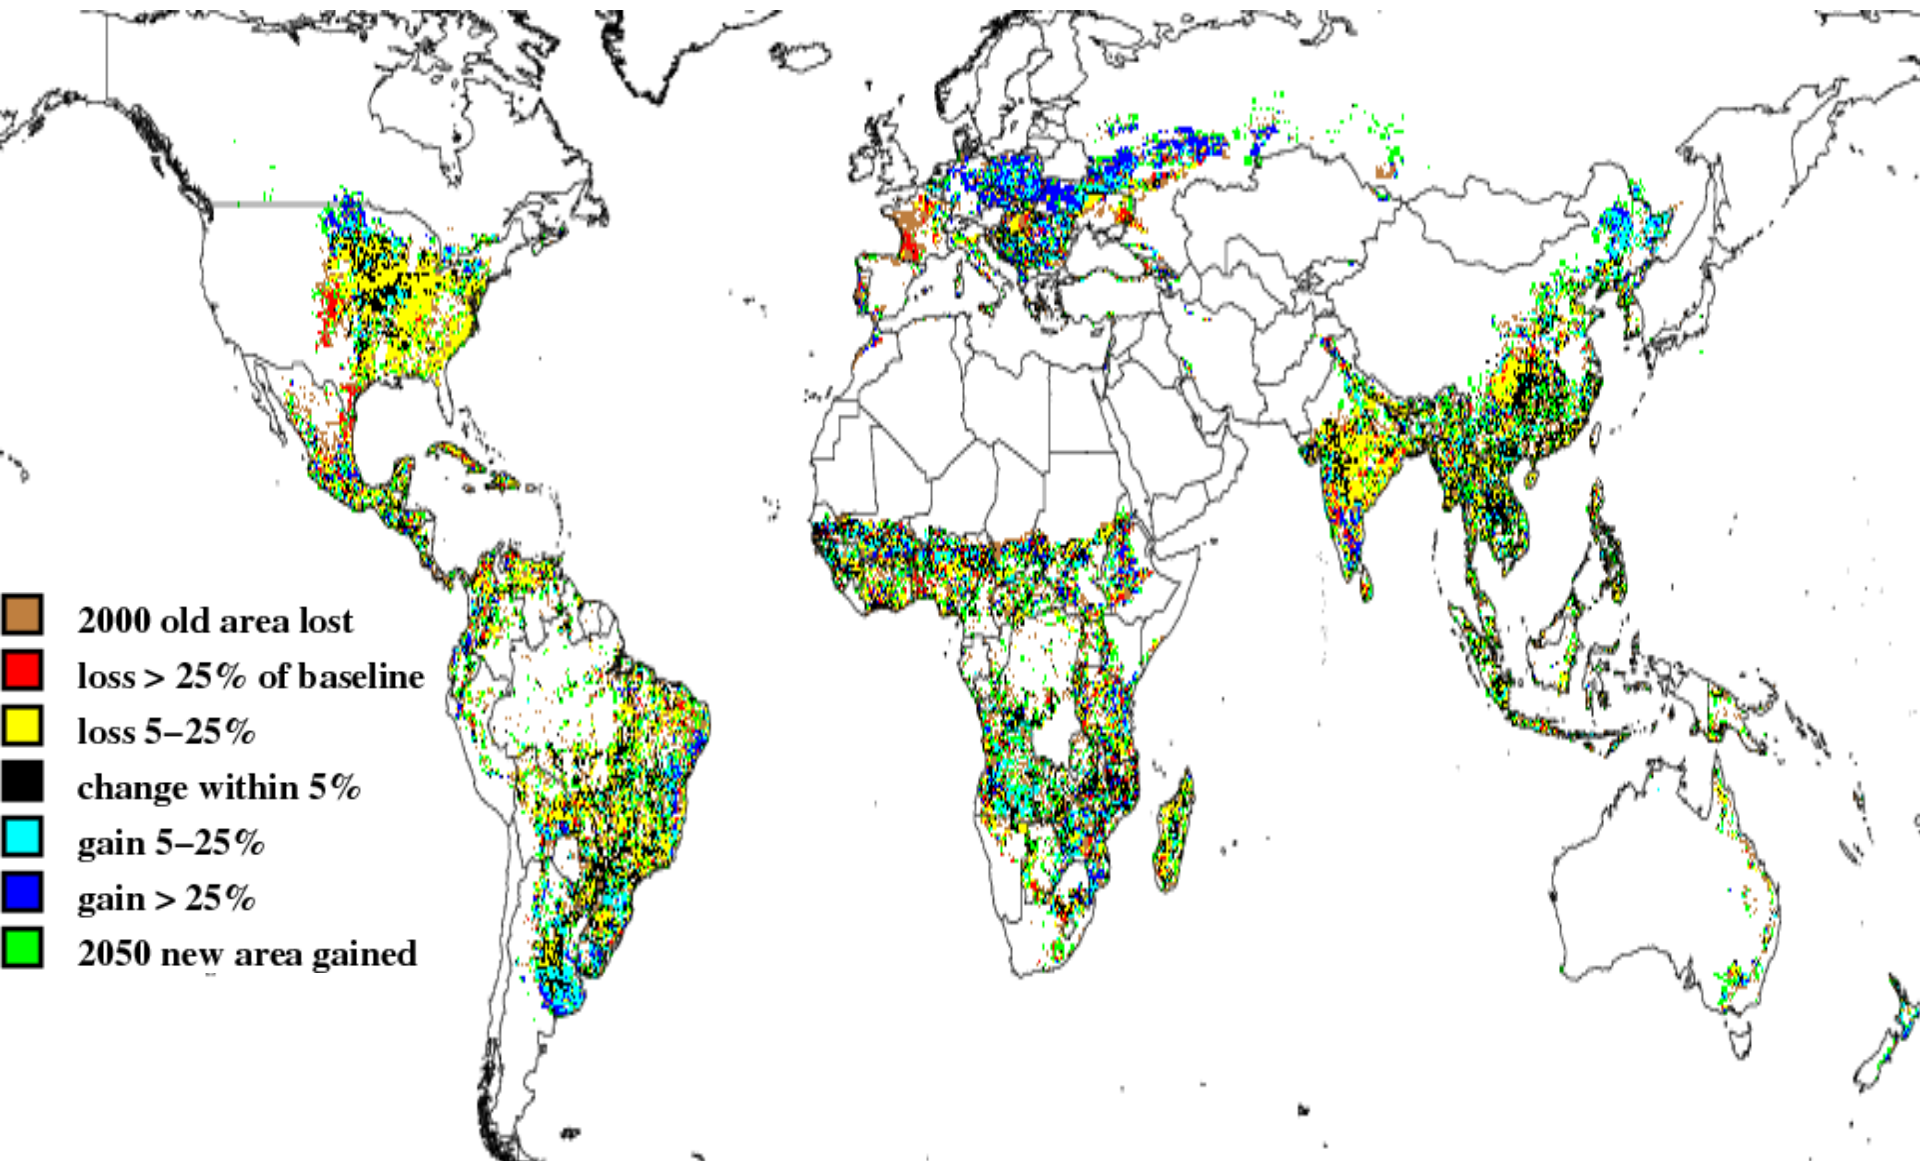 2000 old area lost
loss > 25% of baseline
loss 5–25%
change within 5%
gain 5–25%
gain > 25%
2050 new area gained